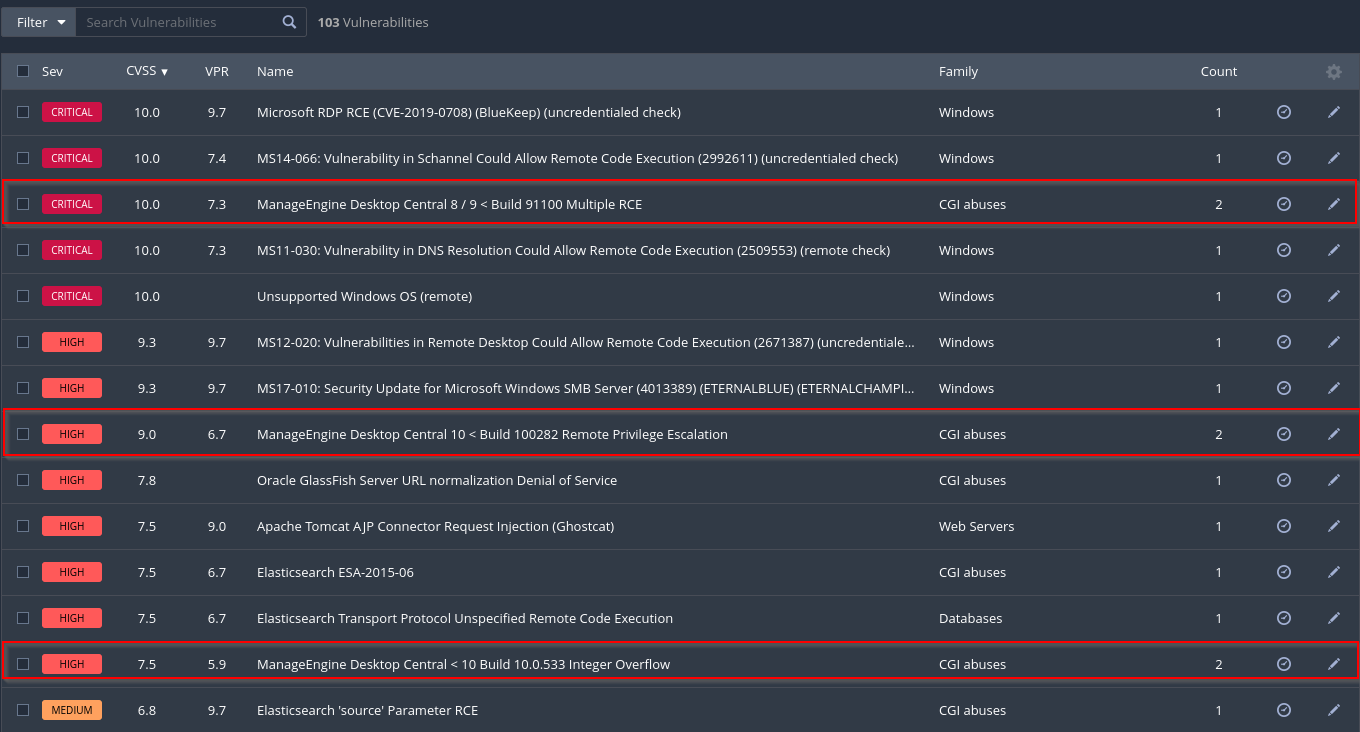 Filter Search Vulnerabilities 103 Vulnerabilities
Sev CVSS VPR Name Family Count
CRITICAL 10.0 9.7 Microsoft RDP RCE (CVE-2019-0708) (BlueKeep) (uncredentialed check) Windows 1
CRITICAL 10.0 7.4 MS14-066: Vulnerability in Schannel Could Allow Remote Code Execution (2992611) (uncredentialed check) Windows 1
CRITICAL 10.0 7.3 ManageEngine Desktop Central 8 / 9 < Build 91100 Multiple RCE CGI abuses 2
CRITICAL 10.0 7.3 MS11-030: Vulnerability in DNS Resolution Could Allow Remote Code Execution (2509553) (remote check) Windows 1
CRITICAL 10.0 Unsupported Windows OS (remote) Windows 1
HIGH 9.3 9.7 MS12-020: Vulnerabilities in Remote Desktop Could Allow Remote Code Execution (2671387) (uncredentiale... Windows 1
HIGH 9.3 9.7 MS17-010: Security Update for Microsoft Windows SMB Server (4013389) (ETERNALBLUE) (ETERNALCHAMPI... Windows 1
HIGH 9.0 6.7 ManageEngine Desktop Central 10 < Build 100282 Remote Privilege Escalation CGI abuses 2
HIGH 7.8 Oracle GlassFish Server URL normalization Denial of Service CGI abuses 1
HIGH 7.5 9.0 Apache Tomcat AJP Connector Request Injection (Ghostcat) Web Servers 1
HIGH 7.5 6.7 Elasticsearch ESA-2015-06 CGI abuses 1
HIGH 7.5 6.7 Elasticsearch Transport Protocol Unspecified Remote Code Execution Databases 1
HIGH 7.5 5.9 ManageEngine Desktop Central < 10 Build 10.0.533 Integer Overflow CGI abuses 2
MEDIUM 6.8 9.7 Elasticsearch 'source' Parameter RCE CGI abuses 1